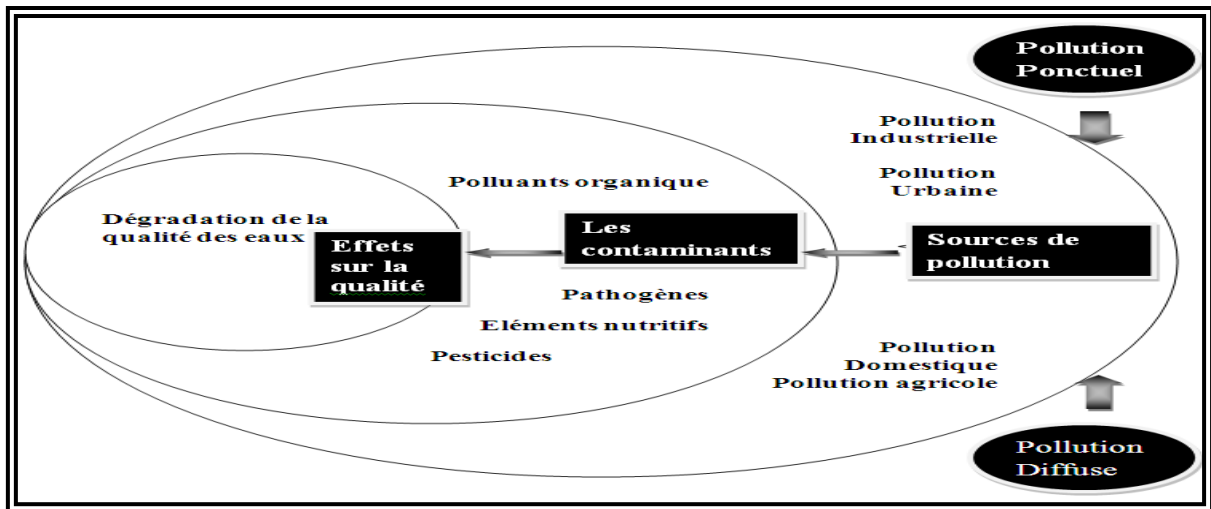 Pollution
Ponctuel
Pollution
Industrielle
Pollution
Urbaine
Polluants organique
Dégradation de la
qualité des eaux
Effets
sur la
qualité
Les
contaminants
Sources de
pollution
Pathogènes
Eléments nutritifs
Pesticides
Pollution
Domestique
Pollution agricole
Pollution
Diffuse